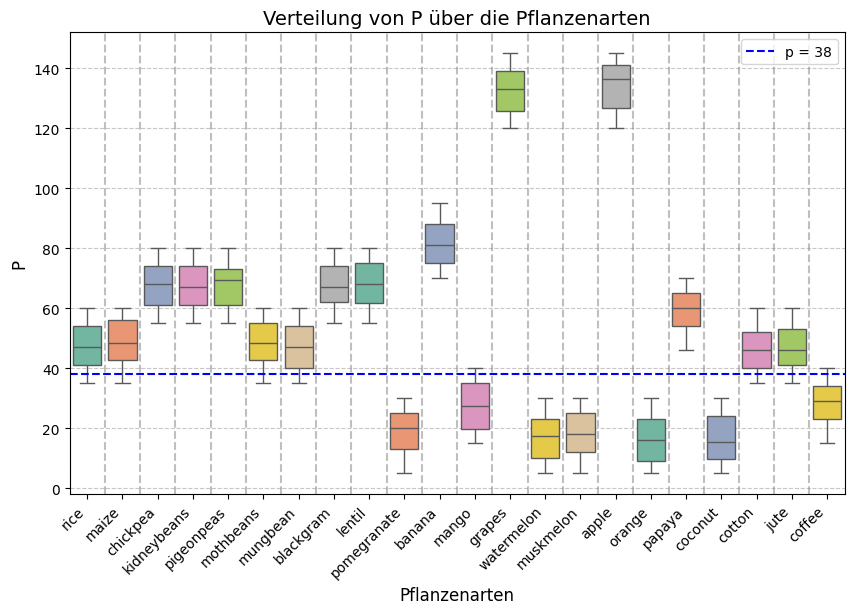 Verteilung von P über die Pflanzenarten
p = 38
P
140
120
100
80
60
40
20
0
rice
maize
chickpea
kidneybeans
pigeonpeas
mothbeans
mungbean
blackgram
lentil
pomegranate
banana
mango
grapes
watermelon
muskmelon
apple
orange
papaya
coconut
cotton
jute
coffee
Pflanzenarten